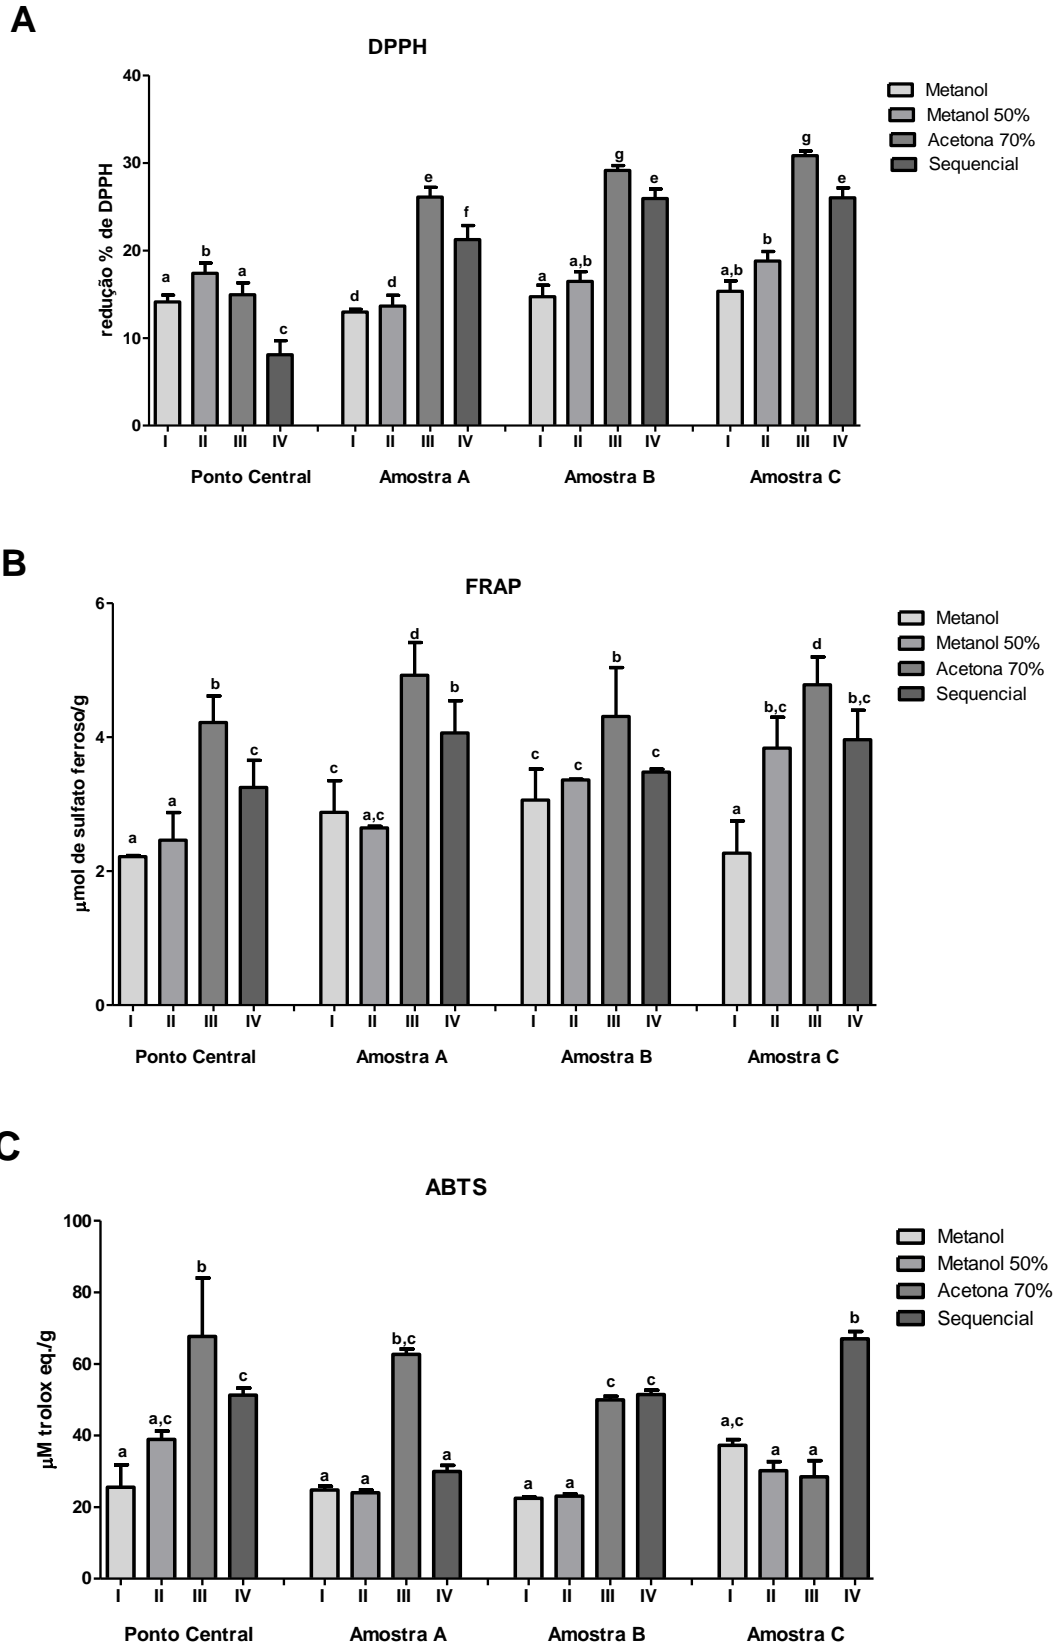 A
DPPH
40
30
20
10
0
redução % de DPPH
a
b
a
c
d
d
e
f
a
a,b
g
e
a,b
b
g
e
I II III IV I II III IV I II III IV I II III IV
Ponto Central Amostra A Amostra B Amostra C
Metanol
Metanol 50%
Acetona 70%
Sequencial
B
FRAP
6
4
2
0
µmol de sulfato ferroso/g
a
a
b
c
c
a,c
d
b
c
c
b
c
a
b,c
d
b,c
I II III IV I II III IV I II III IV I II III IV
Ponto Central Amostra A Amostra B Amostra C
Metanol
Metanol 50%
Acetona 70%
Sequencial
C
ABTS
100
80
60
40
20
0
µM trolox eq./g
a
a,c
b
c
a
a
b,c
a
a
a
c
c
a,c
a
a
b
I II III IV I II III IV I II III IV I II III IV
Ponto Central Amostra A Amostra B Amostra C
Metanol
Metanol 50%
Acetona 70%
Sequencial